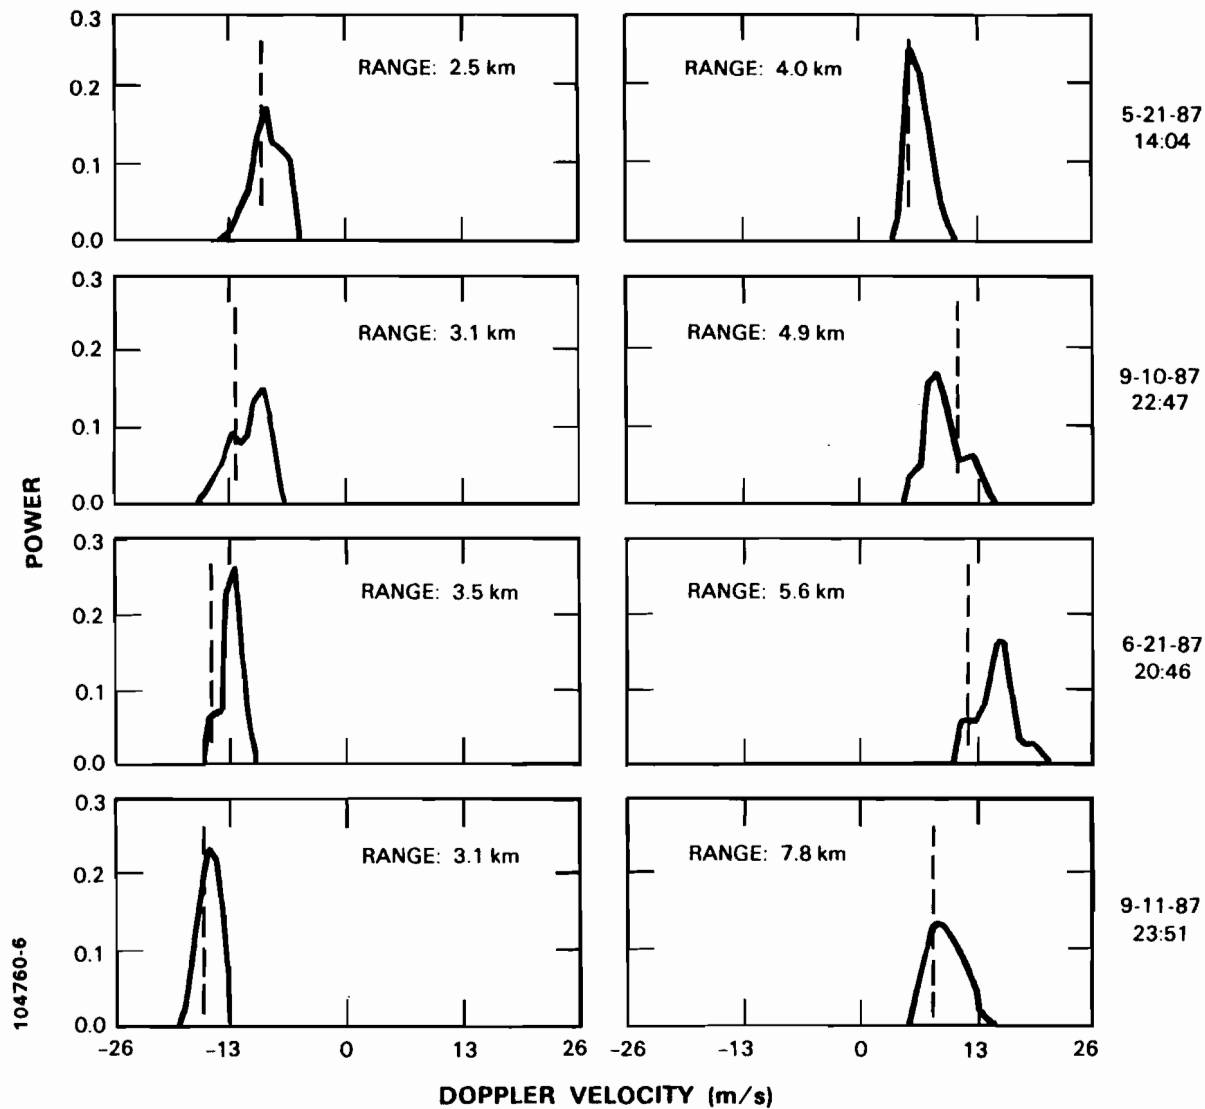 0.3
0.2
0.1
0.0
RANGE: 2.5 km
RANGE: 4.0 km
5-21-87
14:04
0.3
0.2
0.1
0.0
RANGE: 3.1 km
RANGE: 4.9 km
9-10-87
22:47
POWER
0.3
0.2
0.1
0.0
RANGE: 3.5 km
RANGE: 5.6 km
6-21-87
20:46
0.3
0.2
0.1
0.0
RANGE: 3.1 km
RANGE: 7.8 km
9-11-87
23:51
104760-6
-26 -13 0 13 26 -26 -13 0 13 26
DOPPLER VELOCITY (m/s)